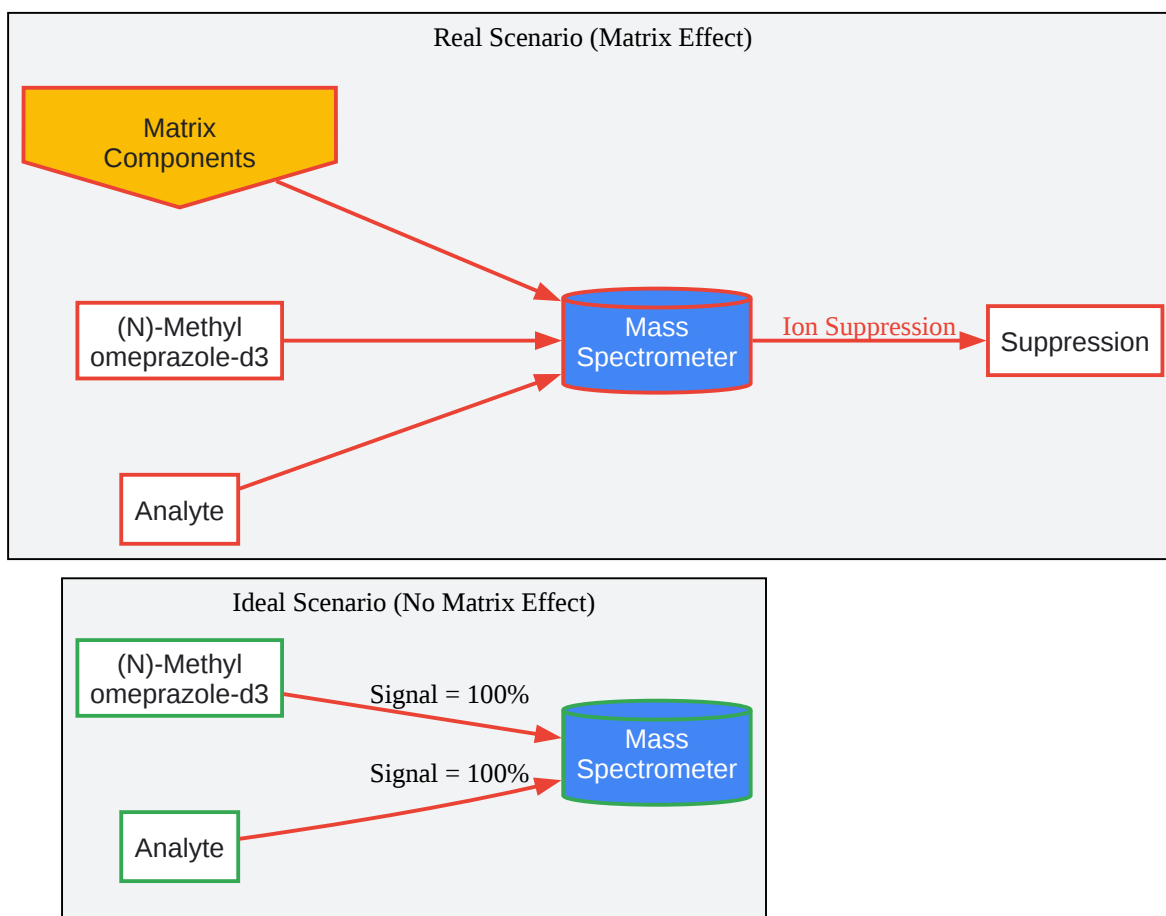 Real Scenario (Matrix Effect)
Matrix
Components
(N)-Methyl
omeprazole-d3
Mass
Spectrometer
Ion Suppression
Suppression
Analyte
Ideal Scenario (No Matrix Effect)
(N)-Methyl
omeprazole-d3
Signal = 100%
Mass
Spectrometer
Signal = 100%
Analyte